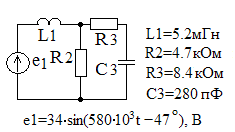 L1
R3
e1
R2
C3
L1=5.2мГн
R2=4.7кОм
R3=8.4кОм
C3=280 пФ
e1=34·sin(580·10³t−47°), В